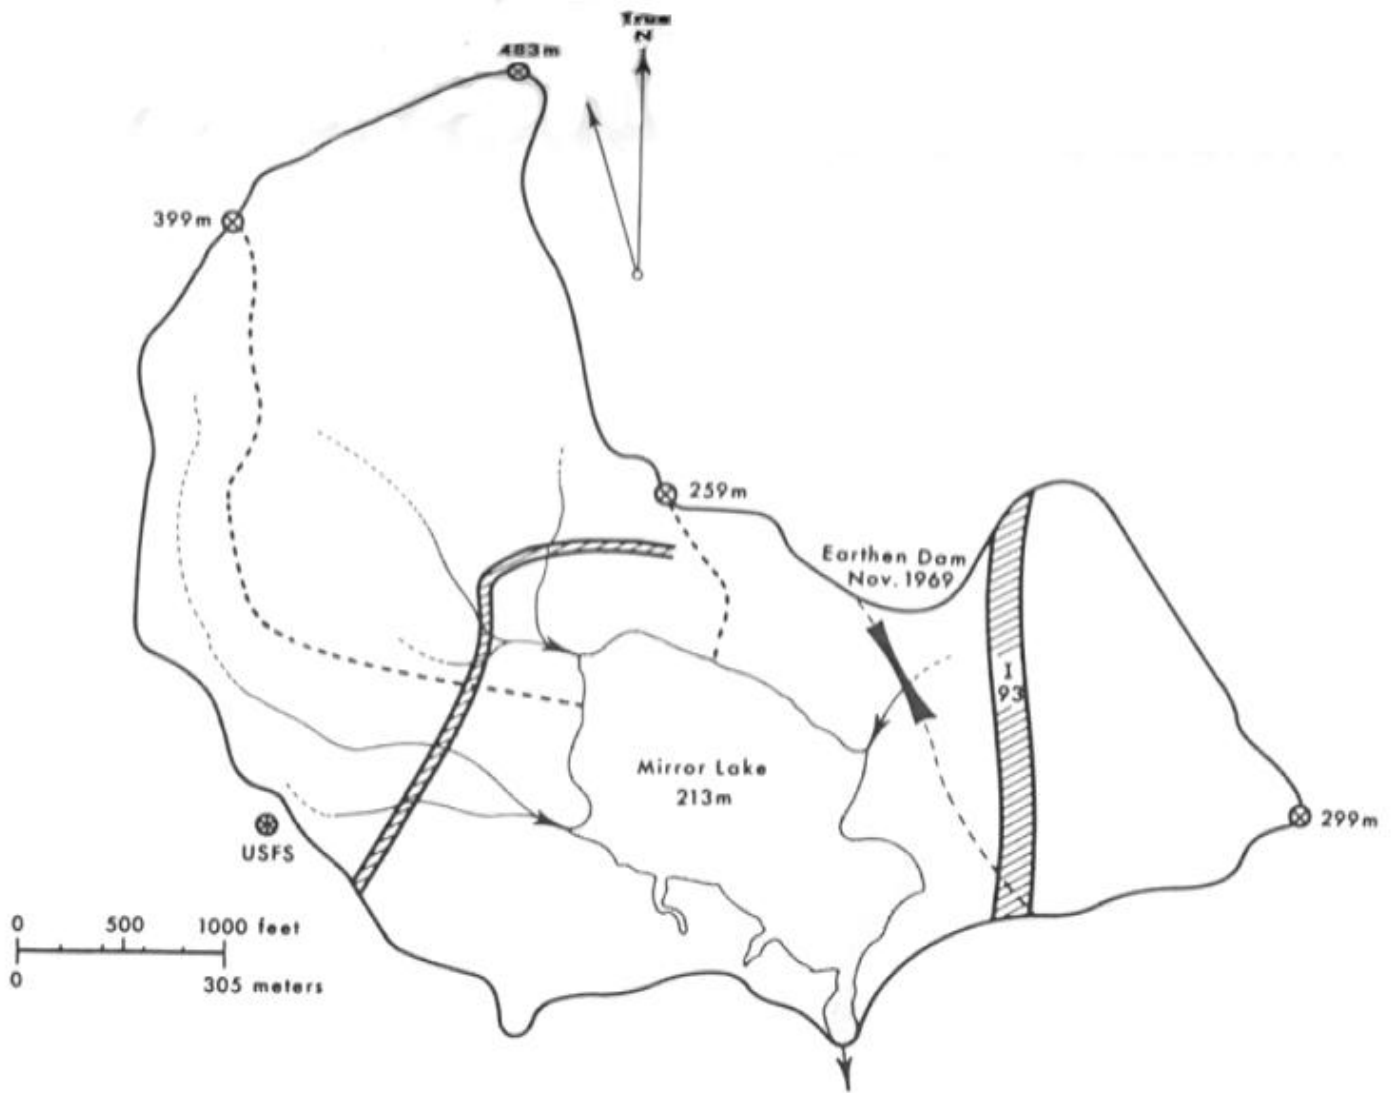 True
N
483m
399m
259m
Earthen Dam
Nov. 1969
I
93
Mirror Lake
213m
299m
USFS
0 500 1000 feet
0 305 meters